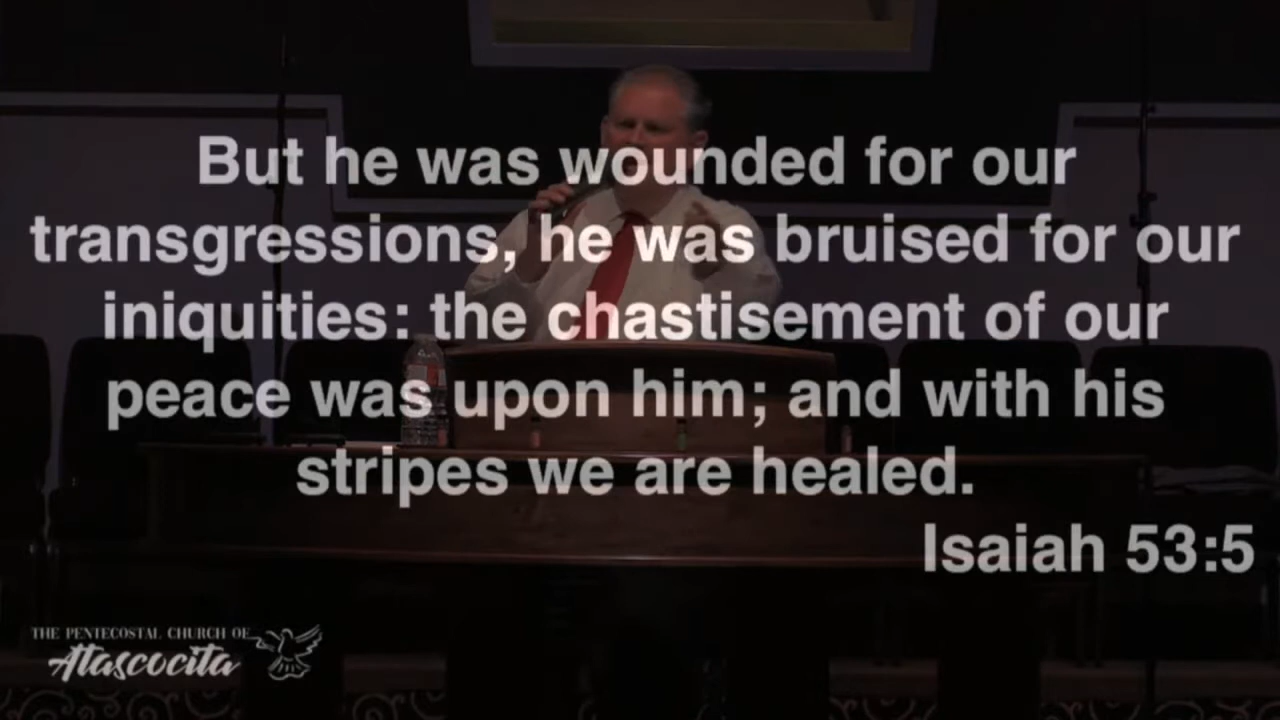 But he was wounded for our
transgressions, he was bruised for our
iniquities: the chastisement of our
peace was upon him; and with his
stripes we are healed.
Isaiah 53:5
THE PENTECOSTAL CHURCH OF
Atascocita